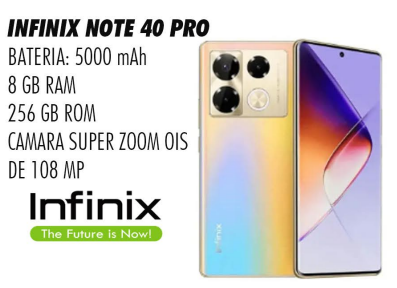 INFINIX NOTE 40 PRO
BATERIA: 5000 mAh
8 GB RAM
256 GB ROM
CAMARA SUPER ZOOM OIS
DE 108 MP
Infinix
The Future is Now!
Infinix